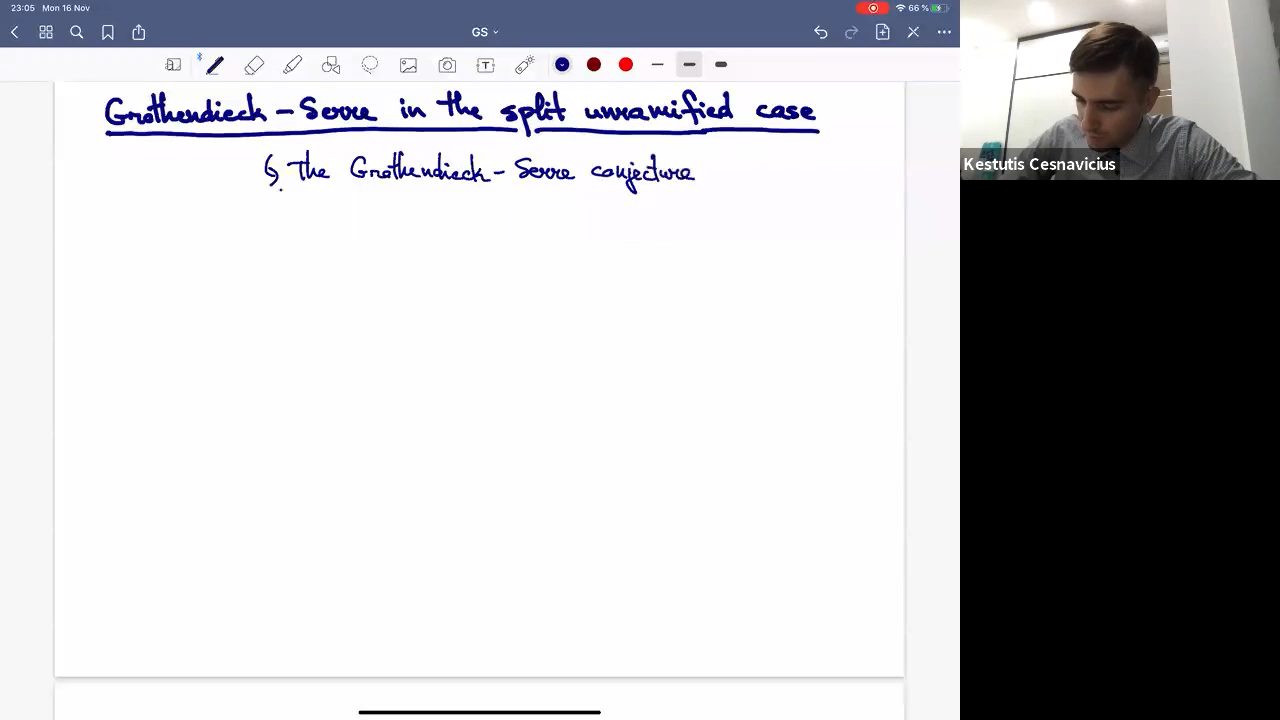 23:05 Mon 16 Nov
66 %
GS
T
Grothendieck - Serre in the split unramified case
§ The Grothendieck - Serre conjecture
Kestutis Cesnavicius